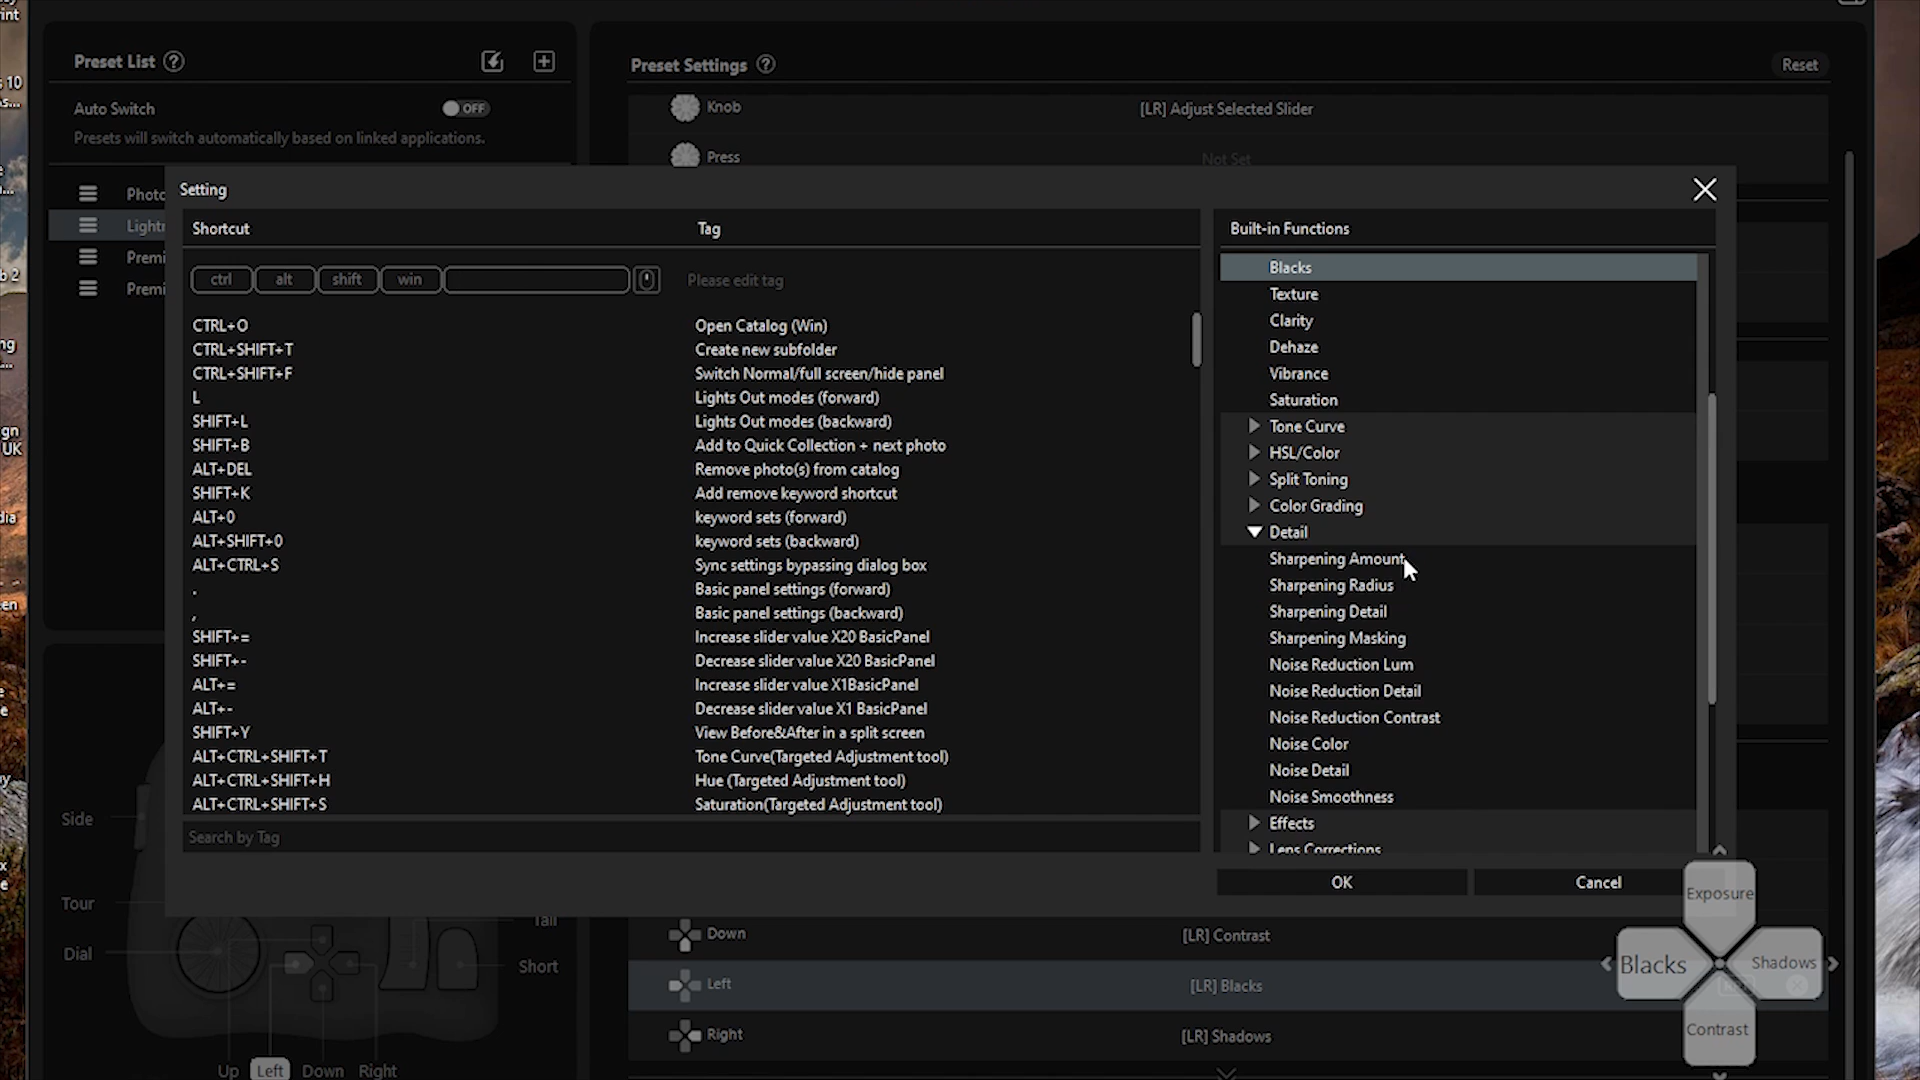 rint
Preset List ?
Preset Settings ?
Reset
s 10
Auto Switch
OFF
Knob
[LR] Adjust Selected Slider
Presets will switch automatically based on linked applications.
Press
Not Set
Setting
Photo
Lightr
Premi
Premi
Shortcut
Tag
Built-in Functions
ctrl
alt
shift
win
Please edit tag
CTRL+O
Open Catalog (Win)
CTRL+SHIFT+T
Create new subfolder
CTRL+SHIFT+F
Switch Normal/full screen/hide panel
L
Lights Out modes (forward)
SHIFT+L
Lights Out modes (backward)
SHIFT+B
Add to Quick Collection + next photo
ALT+DEL
Remove photo(s) from catalog
SHIFT+K
Add remove keyword shortcut
ALT+0
keyword sets (forward)
ALT+SHIFT+0
keyword sets (backward)
ALT+CTRL+S
Sync settings bypassing dialog box
.
Basic panel settings (forward)
,
Basic panel settings (backward)
SHIFT+=
Increase slider value X20 BasicPanel
SHIFT+-
Decrease slider value X20 BasicPanel
ALT+=
Increase slider value X1BasicPanel
ALT+-
Decrease slider value X1 BasicPanel
SHIFT+Y
View Before&After in a split screen
ALT+CTRL+SHIFT+T
Tone Curve(Targeted Adjustment tool)
ALT+CTRL+SHIFT+H
Hue (Targeted Adjustment tool)
ALT+CTRL+SHIFT+S
Saturation(Targeted Adjustment tool)
Search by Tag
Blacks
Texture
Clarity
Dehaze
Vibrance
Saturation
Tone Curve
HSL/Color
Split Toning
Color Grading
Detail
Sharpening Amount
Sharpening Radius
Sharpening Detail
Sharpening Masking
Noise Reduction Lum
Noise Reduction Detail
Noise Reduction Contrast
Noise Color
Noise Detail
Noise Smoothness
Effects
Lens Corrections
OK
Cancel
Side
Tour
Dial
Tall
Short
Up
Left
Down
Right
Down
[LR] Contrast
Left
[LR] Blacks
Right
[LR] Shadows
Exposure
Blacks
Shadows
Contrast